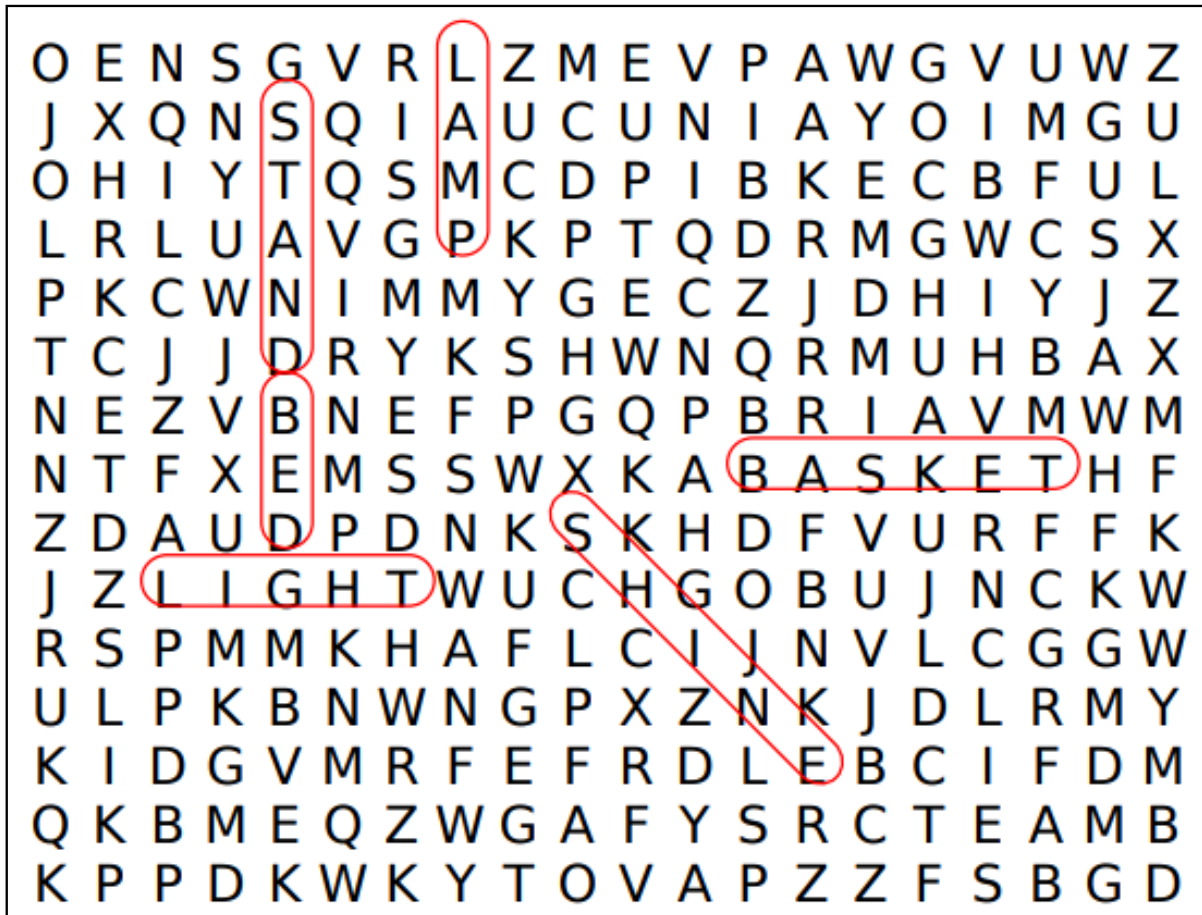 O E N S G V R L Z M E V P A W G V U W Z
J X Q N S Q I A U C U N I A Y O I M G U
O H I Y T Q S M C D P I B K E C B F U L
L R L U A V G P K P T Q D R M G W C S X
P K C W N I M M Y G E C Z J D H I Y J Z
T C J J D R Y K S H W N Q R M U H B A X
N E Z V B N E F P G Q P B R I A V M W M
N T F X E M S S W X K A B A S K E T H F
Z D A U D P D N K S K H D F V U R F F K
J Z L I G H T W U C H G O B U J N C K W
R S P M M K H A F L C I J N V L C G G W
U L P K B N W N G P X Z N K J D L R M Y
K I D G V M R F E F R D L E B C I F D M
Q K B M E Q Z W G A F Y S R C T E A M B
K P P D K W K Y T O V A P Z Z F S B G D